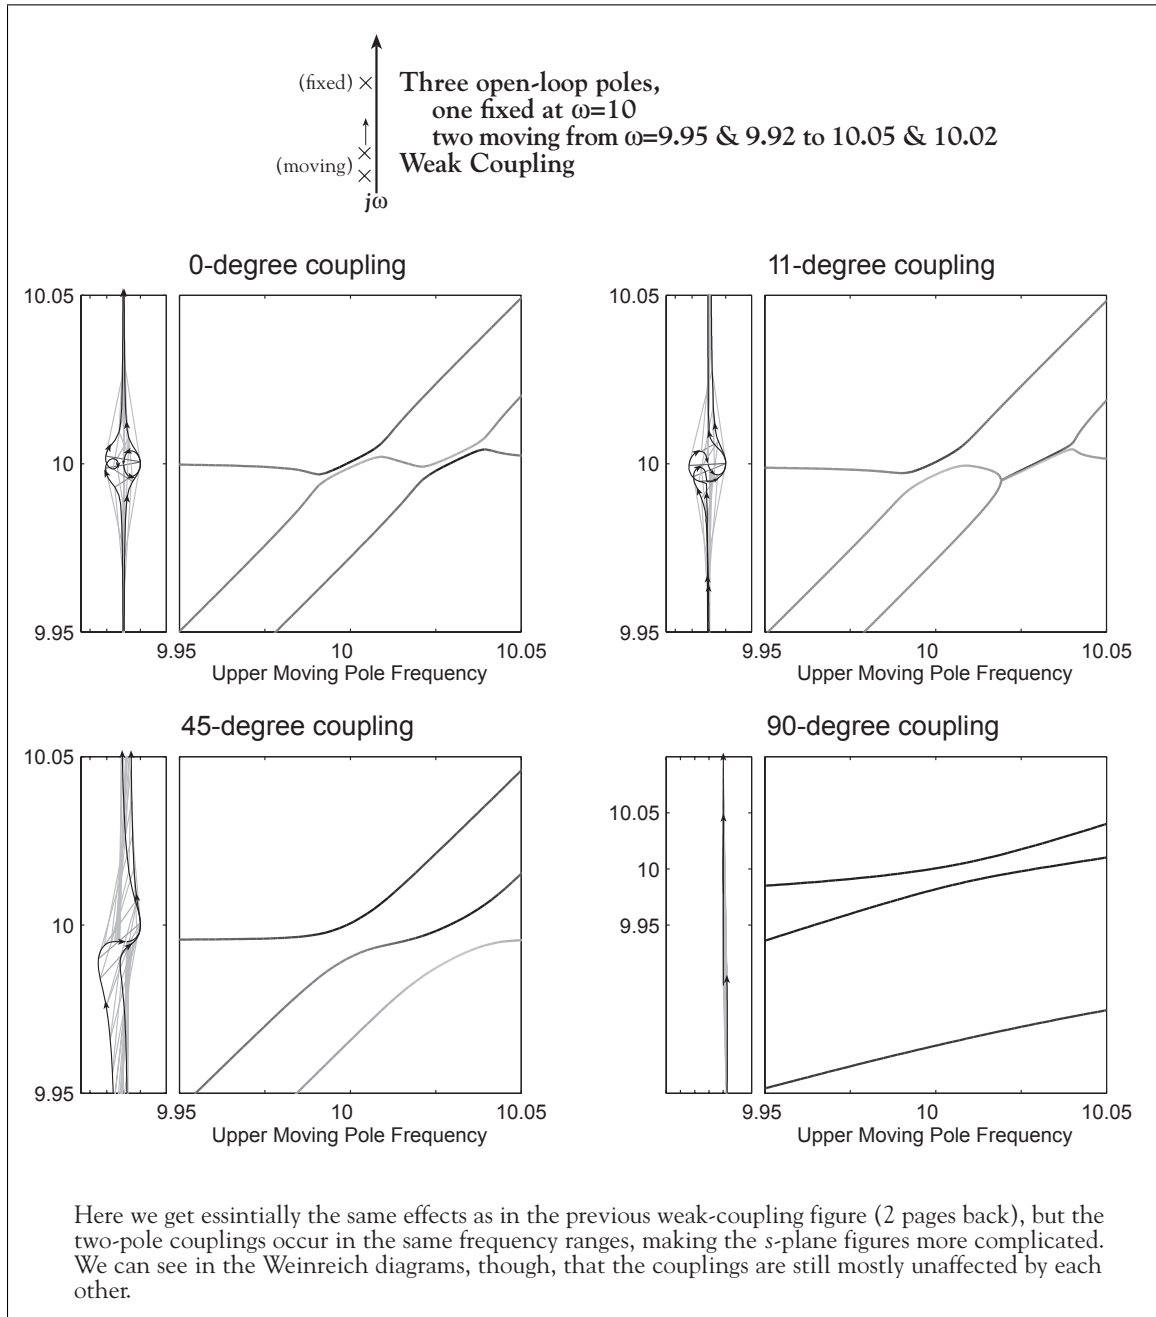 (fixed)
Three open-loop poles,
one fixed at ω=10
two moving from ω=9.95 & 9.92 to 10.05 & 10.02
(moving)
Weak Coupling
jω
0-degree coupling
10.05
10
9.95
9.95
10
10.05
Upper Moving Pole Frequency
11-degree coupling
10.05
10
9.95
9.95
10
10.05
Upper Moving Pole Frequency
45-degree coupling
10.05
10
9.95
9.95
10
10.05
Upper Moving Pole Frequency
90-degree coupling
10.05
10
9.95
9.95
10
10.05
Upper Moving Pole Frequency
Here we get essintially the same effects as in the previous weak-coupling figure (2 pages back), but the
two-pole couplings occur in the same frequency ranges, making the s-plane figures more complicated.
We can see in the Weinreich diagrams, though, that the couplings are still mostly unaffected by each
other.